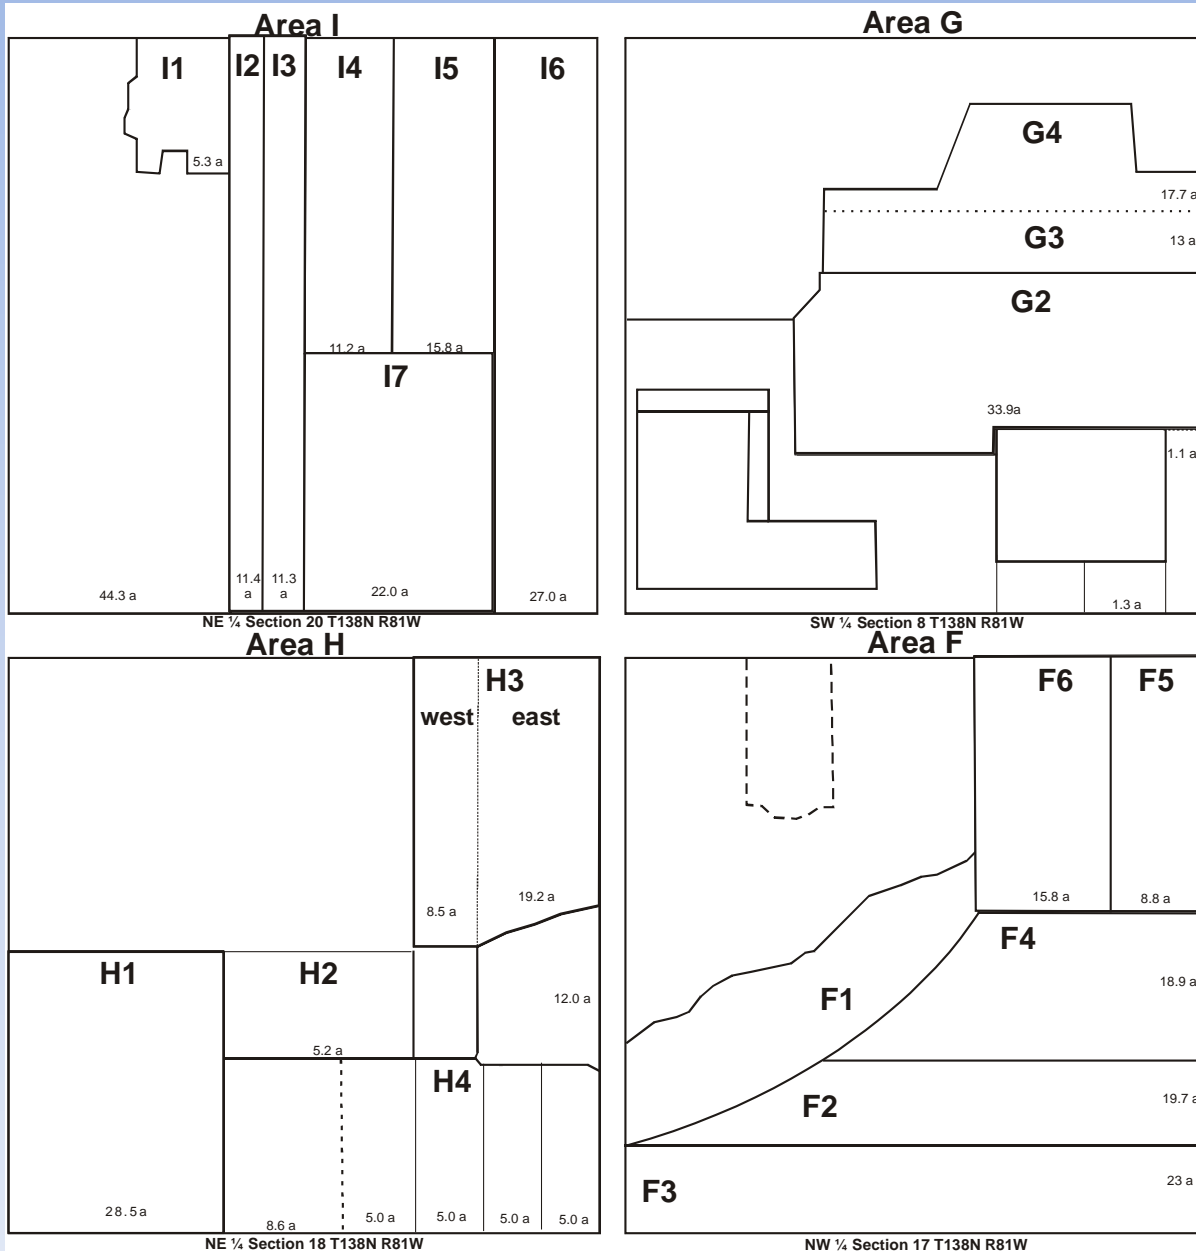 Area I
I1
I2
I3
I4
I5
I6
5.3 a
11.2 a
15.8 a
I7
44.3 a
11.4
a
11.3
a
22.0 a
27.0 a
NE ¼ Section 20 T138N R81W
Area G
G4
17.7 a
G3
13 a
G2
33.9a
1.1 a
1.3 a
SW ¼ Section 8 T138N R81W
Area H
H3
west
east
8.5 a
19.2 a
H1
H2
12.0 a
5.2 a
H4
28.5a
8.6 a
5.0 a
5.0 a
5.0 a
5.0 a
NE ¼ Section 18 T138N R81W
Area F
F6
F5
15.8 a
8.8 a
F4
18.9 a
F1
F2
19.7 a
F3
23 a
NW ¼ Section 17 T138N R81W